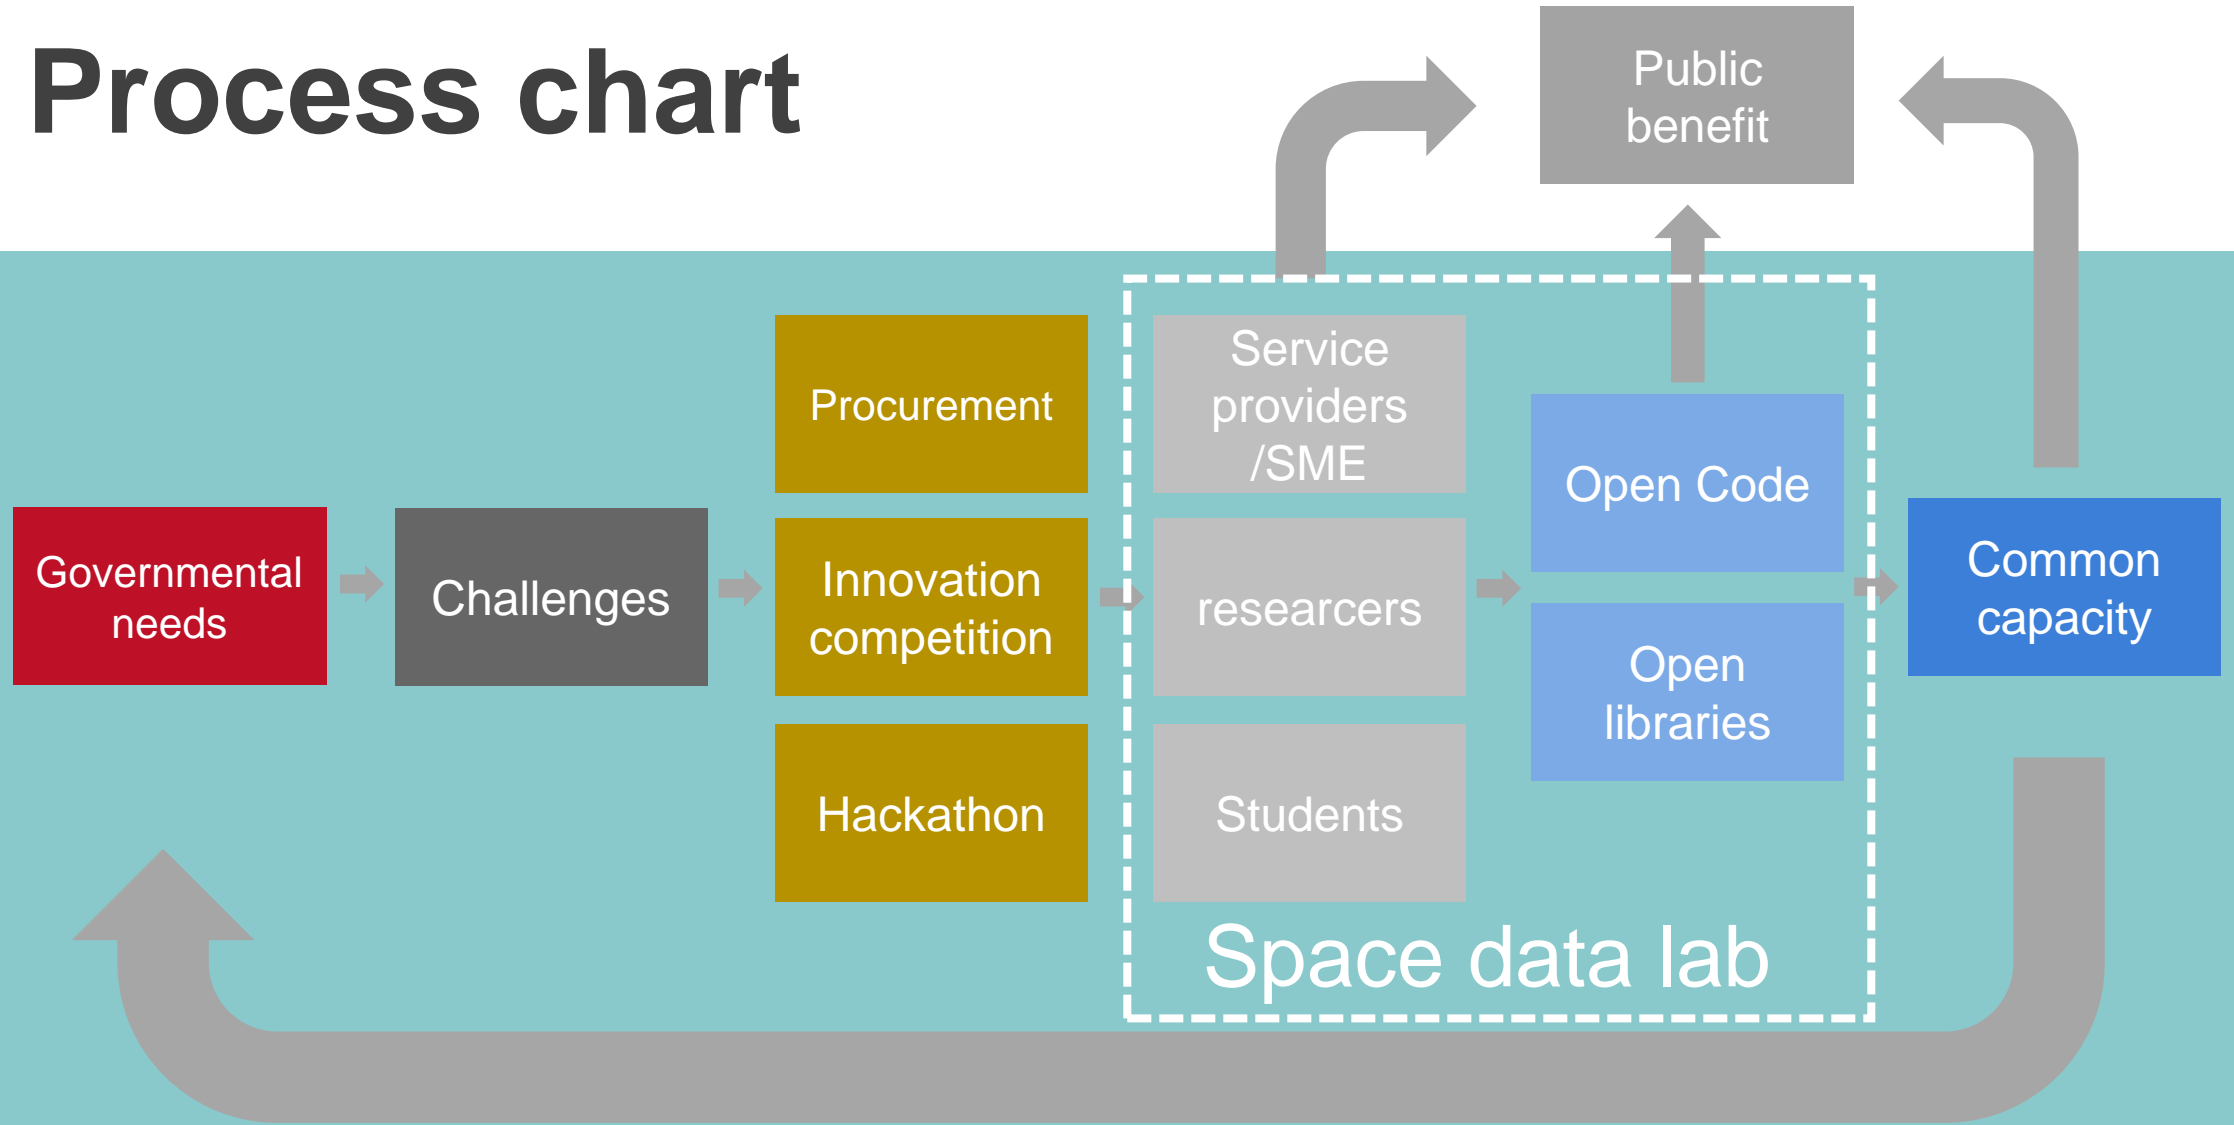 Process chart
Public
benefit
Governmental
needs
Challenges
Procurement
Innovation
competition
Hackathon
Service
providers
/SME
researcers
Students
Open Code
Open
libraries
Common
capacity
Space data lab